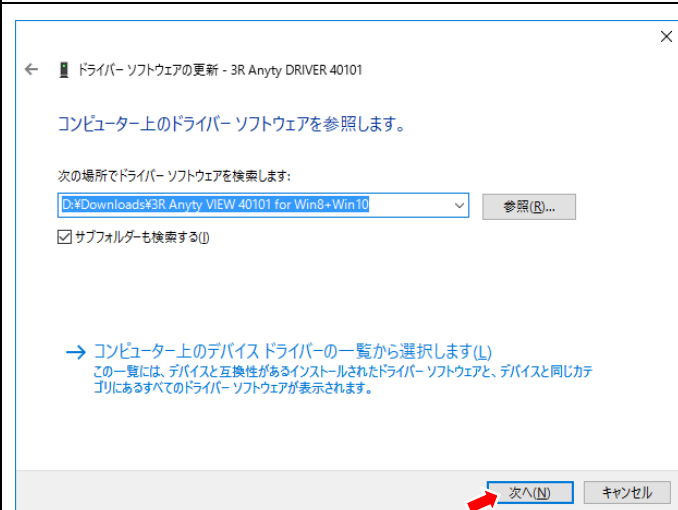 ドライバー ソフトウェアの更新 - 3R Anyty DRIVER 40101
コンピューター上のドライバー ソフトウェアを参照します。
次の場所でドライバー ソフトウェアを検索します:
D:¥Downloads¥3R Anyty VIEW 40101 for Win8+Win10
参照(R)...
サブフォルダーも検索する(I)
→ コンピューター上のデバイス ドライバーの一覧から選択します(L)
この一覧には、デバイスと互換性があるインストールされたドライバー ソフトウェアと、デバイスと同じカテ
ゴリにあるすべてのドライバー ソフトウェアが表示されます。
次へ(N)
キャンセル